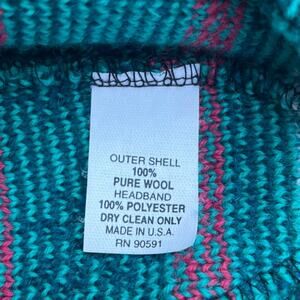 OUTER SHELL
100%
PURE WOOL
HEADBAND
100% POLYESTER
DRY CLEAN ONLY
MADE IN U.S.A.
RN 90591